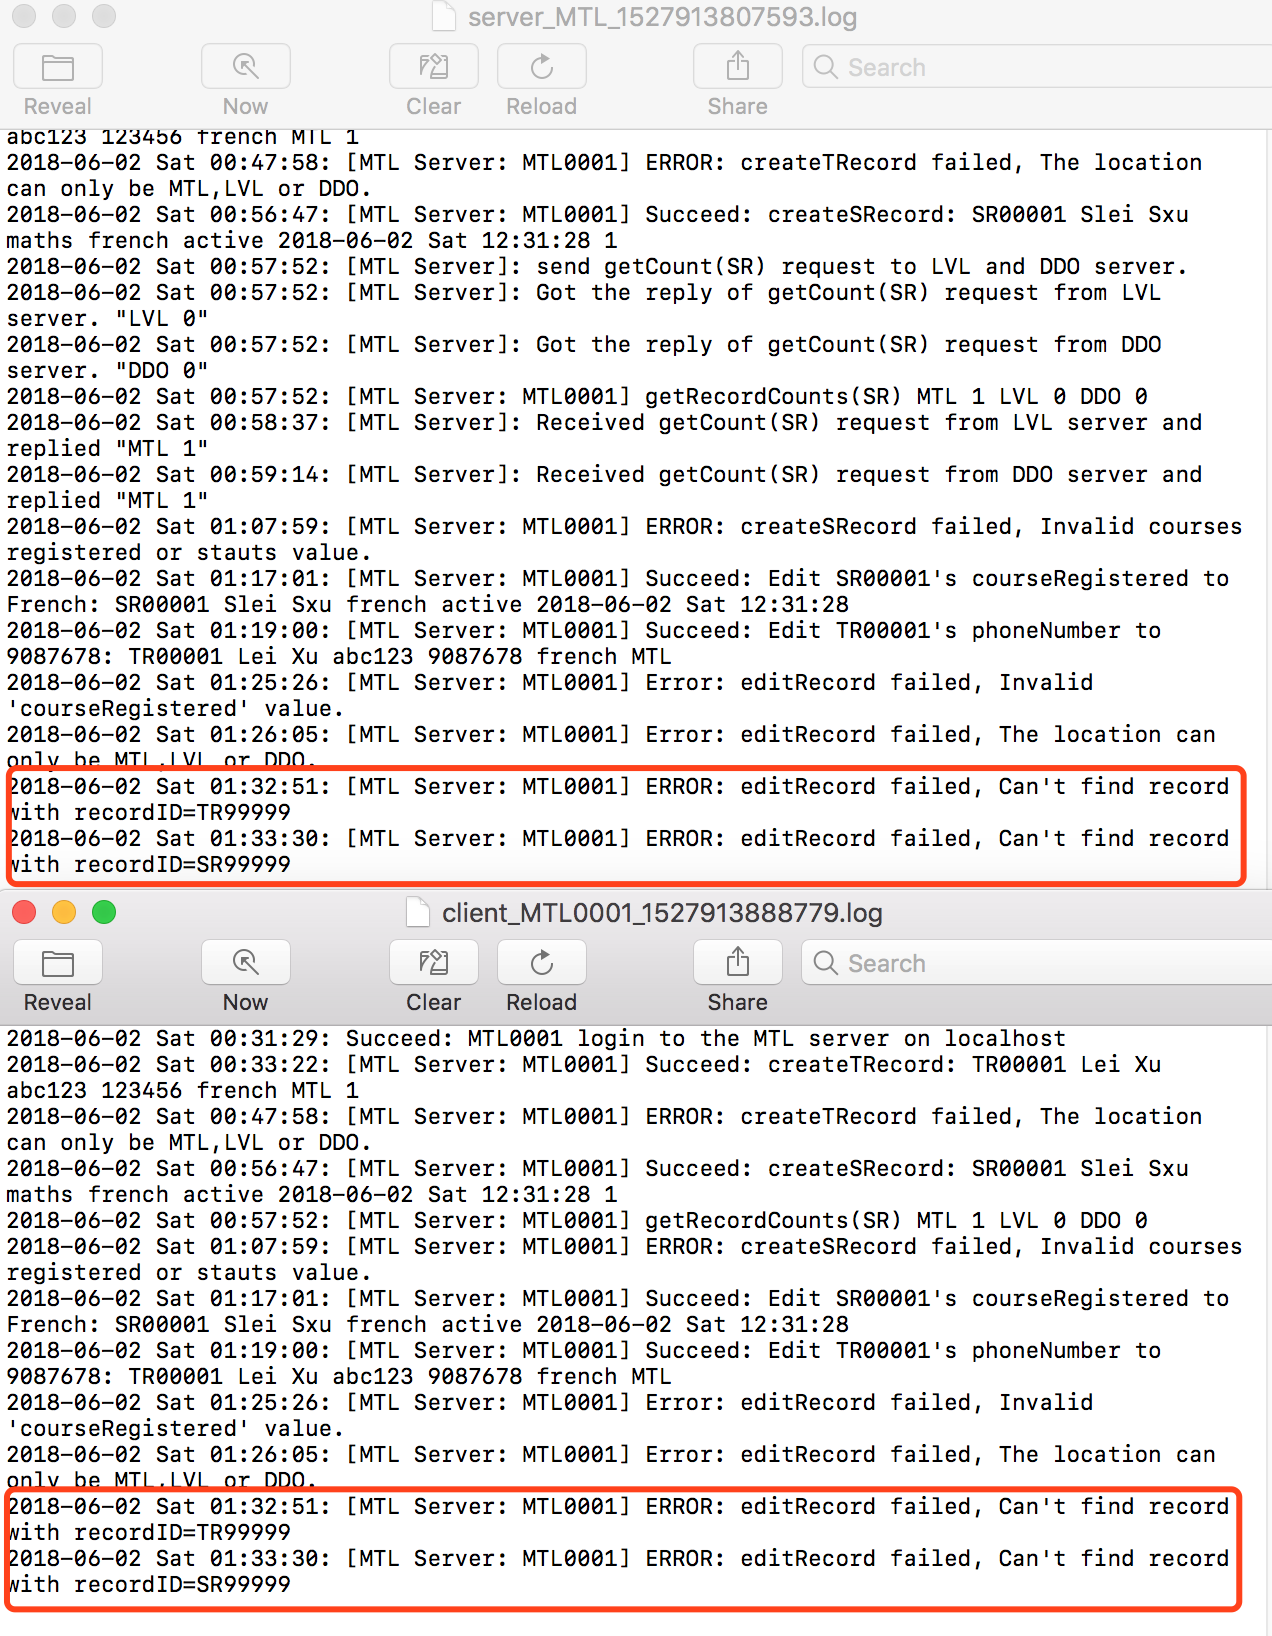 server_MTL_1527913807593.log
Reveal Now Clear Reload Share Search
abc123 123456 french MTL 1
2018-06-02 Sat 00:47:58: [MTL Server: MTL0001] ERROR: createTRecord failed, The location
can only be MTL,LVL or DDO.
2018-06-02 Sat 00:56:47: [MTL Server: MTL0001] Succeed: createSRecord: SR00001 Slei Sxu
maths french active 2018-06-02 Sat 12:31:28 1
2018-06-02 Sat 00:57:52: [MTL Server]: send getCount(SR) request to LVL and DDO server.
2018-06-02 Sat 00:57:52: [MTL Server]: Got the reply of getCount(SR) request from LVL
server. "LVL 0"
2018-06-02 Sat 00:57:52: [MTL Server]: Got the reply of getCount(SR) request from DDO
server. "DDO 0"
2018-06-02 Sat 00:57:52: [MTL Server: MTL0001] getRecordCounts(SR) MTL 1 LVL 0 DDO 0
2018-06-02 Sat 00:58:37: [MTL Server]: Received getCount(SR) request from LVL server and
replied "MTL 1"
2018-06-02 Sat 00:59:14: [MTL Server]: Received getCount(SR) request from DDO server and
replied "MTL 1"
2018-06-02 Sat 01:07:59: [MTL Server: MTL0001] ERROR: createSRecord failed, Invalid courses
registered or stauts value.
2018-06-02 Sat 01:17:01: [MTL Server: MTL0001] Succeed: Edit SR00001's courseRegistered to
French: SR00001 Slei Sxu french active 2018-06-02 Sat 12:31:28
2018-06-02 Sat 01:19:00: [MTL Server: MTL0001] Succeed: Edit TR00001's phoneNumber to
9087678: TR00001 Lei Xu abc123 9087678 french MTL
2018-06-02 Sat 01:25:26: [MTL Server: MTL0001] Error: editRecord failed, Invalid
'courseRegistered' value.
2018-06-02 Sat 01:26:05: [MTL Server: MTL0001] Error: editRecord failed, The location can
only be MTL,LVL or DDO.
2018-06-02 Sat 01:32:51: [MTL Server: MTL0001] ERROR: editRecord failed, Can't find record
with recordID=TR99999
2018-06-02 Sat 01:33:30: [MTL Server: MTL0001] ERROR: editRecord failed, Can't find record
with recordID=SR99999
client_MTL0001_1527913888779.log
Reveal Now Clear Reload Share Search
2018-06-02 Sat 00:31:29: Succeed: MTL0001 login to the MTL server on localhost
2018-06-02 Sat 00:33:22: [MTL Server: MTL0001] Succeed: createTRecord: TR00001 Lei Xu
abc123 123456 french MTL 1
2018-06-02 Sat 00:47:58: [MTL Server: MTL0001] ERROR: createTRecord failed, The location
can only be MTL,LVL or DDO.
2018-06-02 Sat 00:56:47: [MTL Server: MTL0001] Succeed: createSRecord: SR00001 Slei Sxu
maths french active 2018-06-02 Sat 12:31:28 1
2018-06-02 Sat 00:57:52: [MTL Server: MTL0001] getRecordCounts(SR) MTL 1 LVL 0 DDO 0
2018-06-02 Sat 01:07:59: [MTL Server: MTL0001] ERROR: createSRecord failed, Invalid courses
registered or stauts value.
2018-06-02 Sat 01:17:01: [MTL Server: MTL0001] Succeed: Edit SR00001's courseRegistered to
French: SR00001 Slei Sxu french active 2018-06-02 Sat 12:31:28
2018-06-02 Sat 01:19:00: [MTL Server: MTL0001] Succeed: Edit TR00001's phoneNumber to
9087678: TR00001 Lei Xu abc123 9087678 french MTL
2018-06-02 Sat 01:25:26: [MTL Server: MTL0001] Error: editRecord failed, Invalid
'courseRegistered' value.
2018-06-02 Sat 01:26:05: [MTL Server: MTL0001] Error: editRecord failed, The location can
only be MTL,LVL or DDO.
2018-06-02 Sat 01:32:51: [MTL Server: MTL0001] ERROR: editRecord failed, Can't find record
with recordID=TR99999
2018-06-02 Sat 01:33:30: [MTL Server: MTL0001] ERROR: editRecord failed, Can't find record
with recordID=SR99999